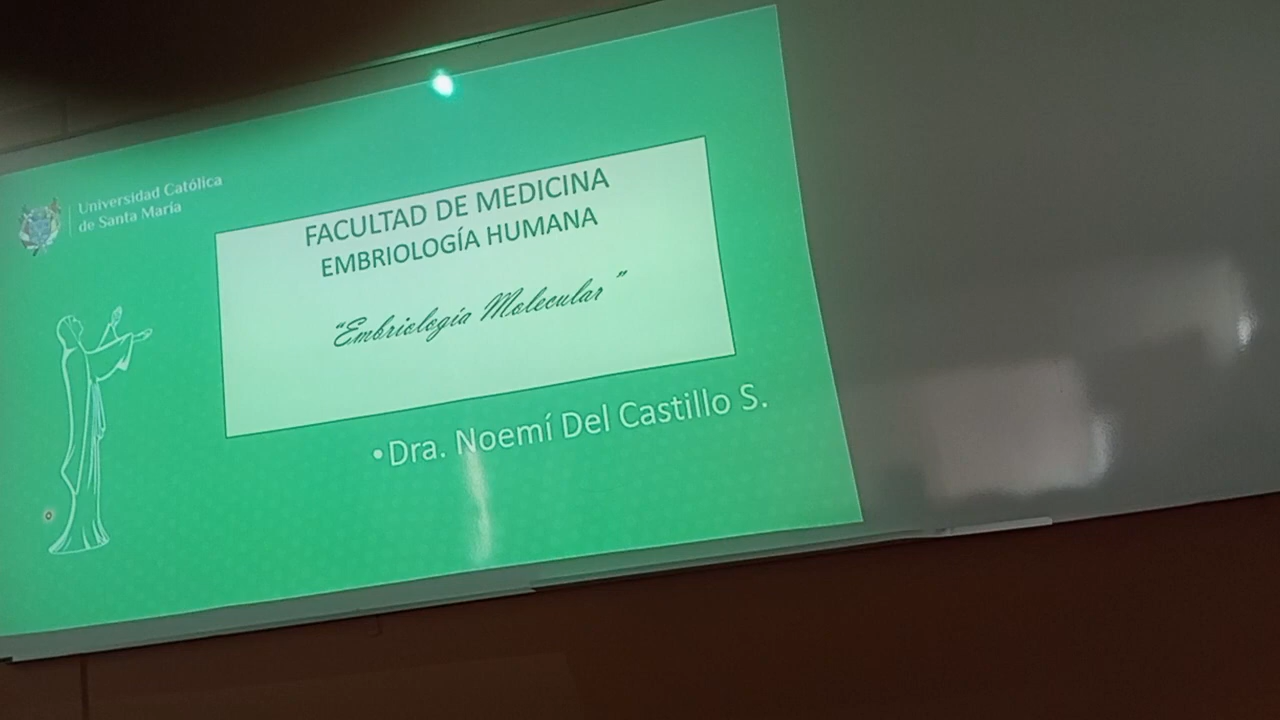 Universidad Católica
de Santa María
FACULTAD DE MEDICINA
EMBRIOLOGÍA HUMANA
“Embriología Molecular”
•Dra. Noemí Del Castillo S.